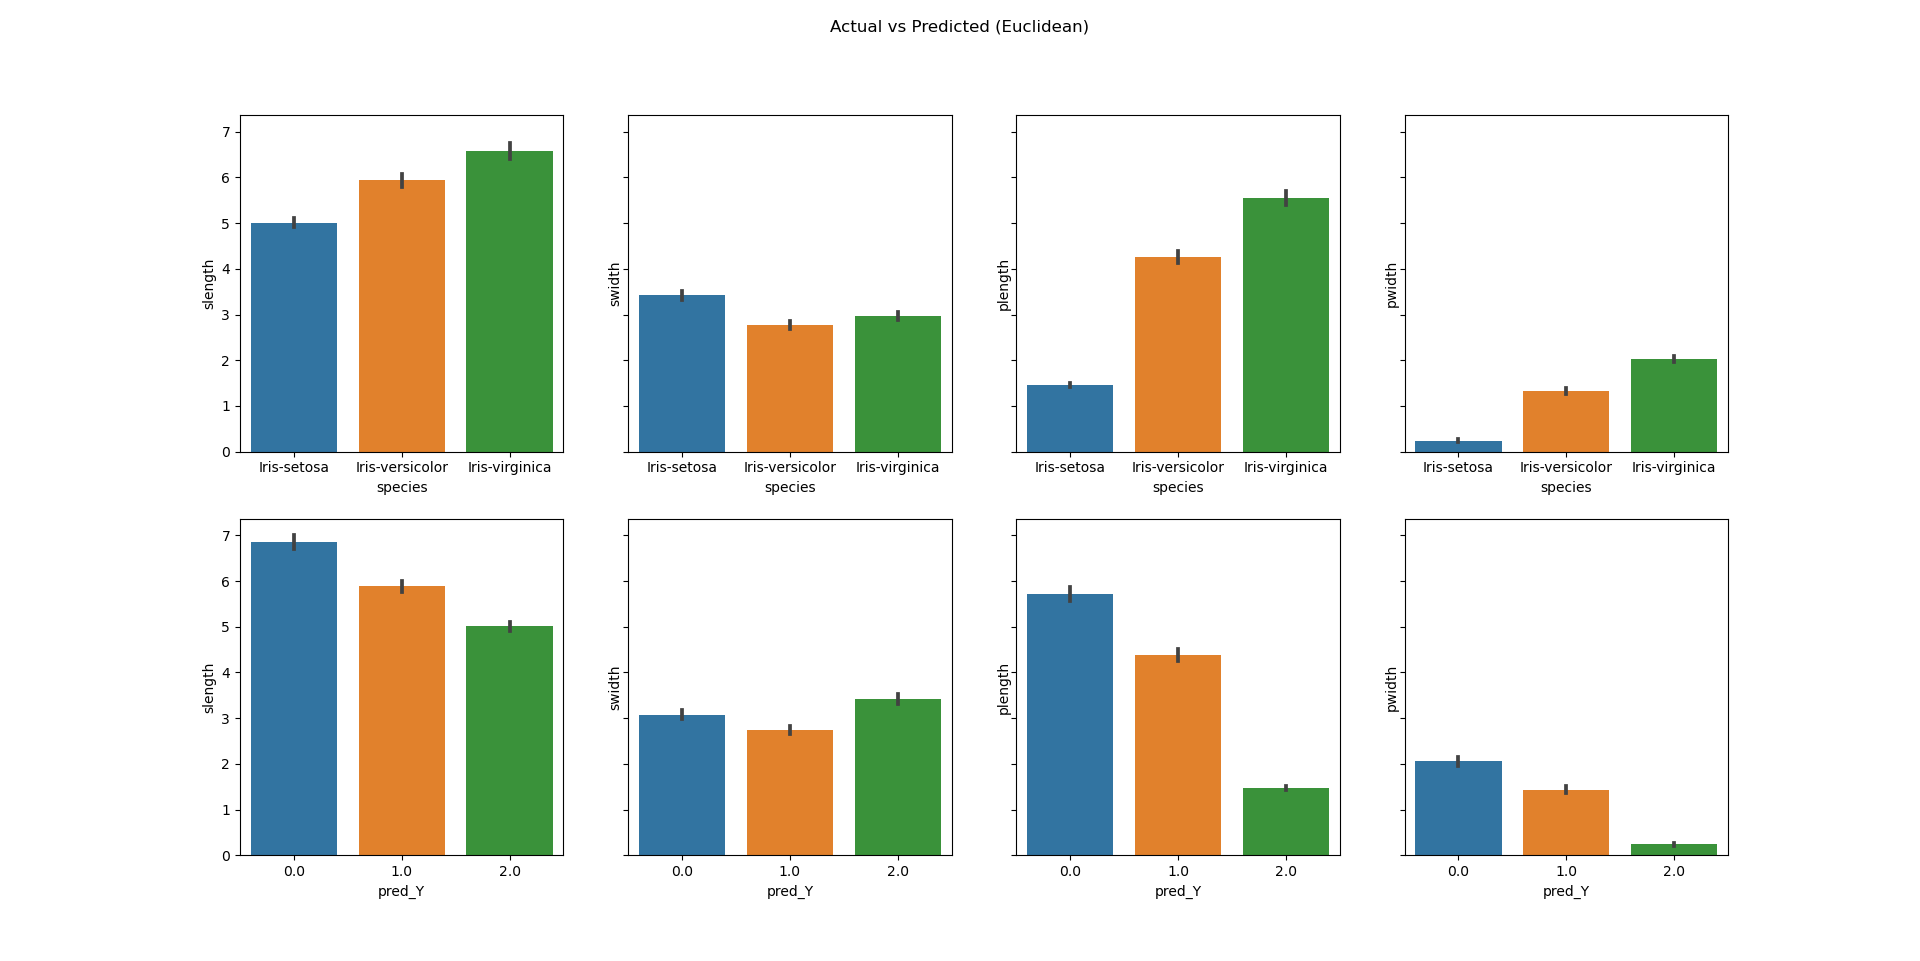 Actual vs Predicted (Euclidean)
7
6
5
4
3
2
1
0
slength
Iris-setosa Iris-versicolor Iris-virginica
species
swidth
Iris-setosa Iris-versicolor Iris-virginica
species
plength
Iris-setosa Iris-versicolor Iris-virginica
species
pwidth
Iris-setosa Iris-versicolor Iris-virginica
species
7
6
5
4
3
2
1
0
slength
0.0 1.0 2.0
pred_Y
swidth
0.0 1.0 2.0
pred_Y
plength
0.0 1.0 2.0
pred_Y
pwidth
0.0 1.0 2.0
pred_Y